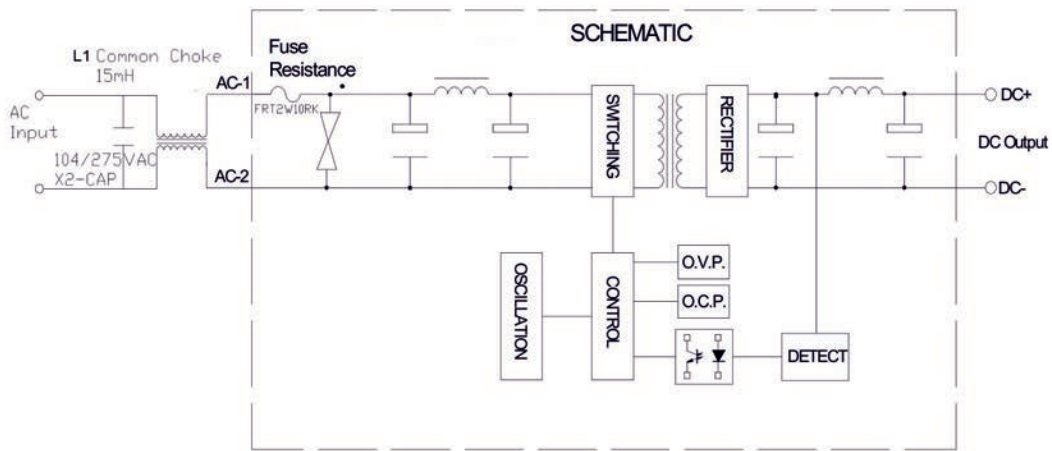 SCHEMATIC
L1 Common Choke
15mH
Fuse
Resistance
AC-1
FRT2W10RK
AC
Input
104/275VAC
X2-CAP
AC-2
SWITCHING
RECTIFIER
DC+
DC Output
DC-
OSCILLATION
CONTROL
O.V.P.
O.C.P.
DETECT